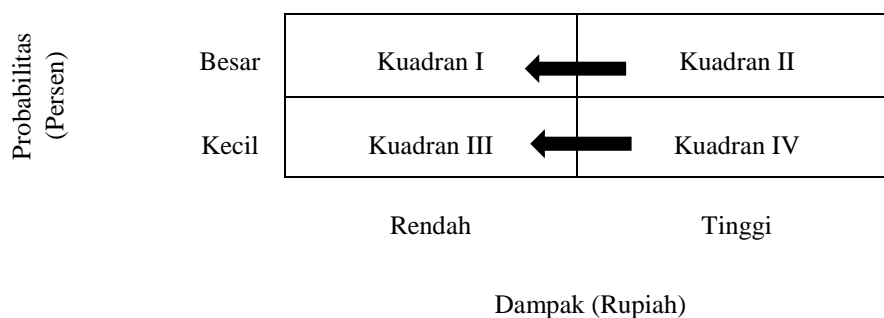 Probabilitas
(Persen)
Besar Kuadran I Kuadran II
Kecil Kuadran III Kuadran IV
Rendah Tinggi
Dampak (Rupiah)